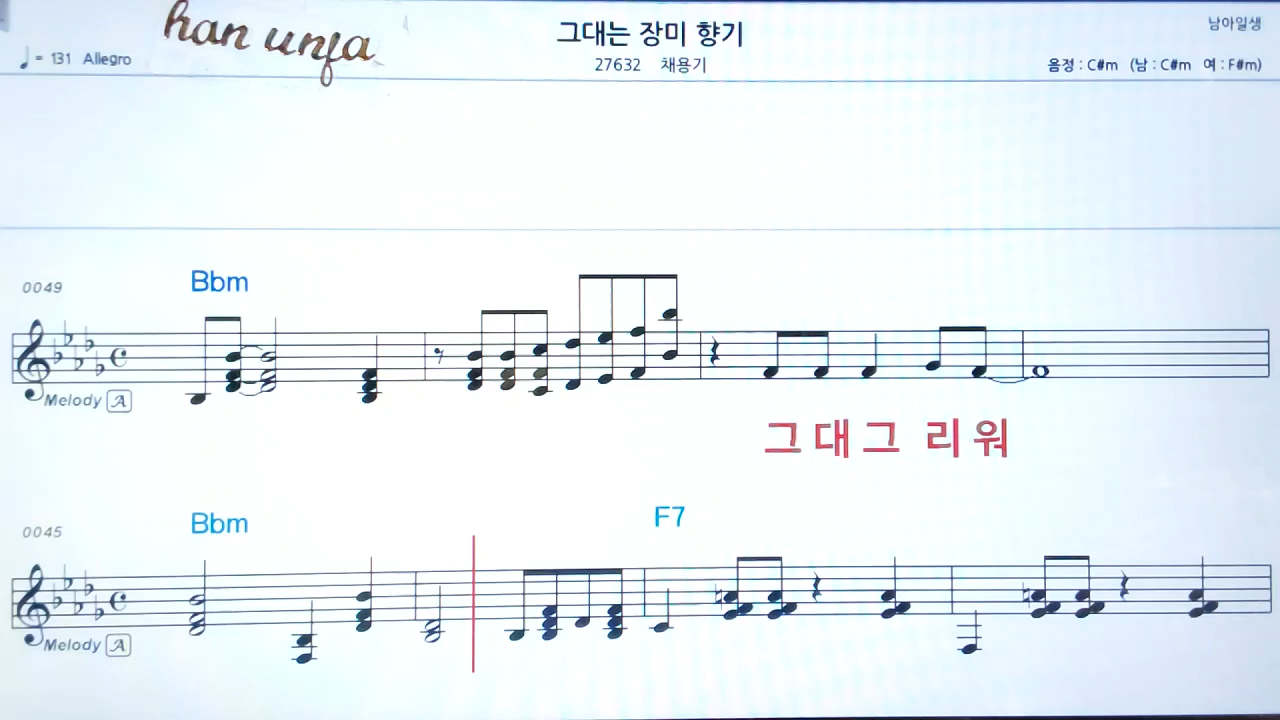 han unfa
그대는 장미 향기
남아일생
♩ = 131 Allegro
27632 채용기
음정 : C#m (남 : C#m 여 : F#m)
0049
Bbm
Melody A
그 대 그 리 워
0045
Bbm
F7
Melody A